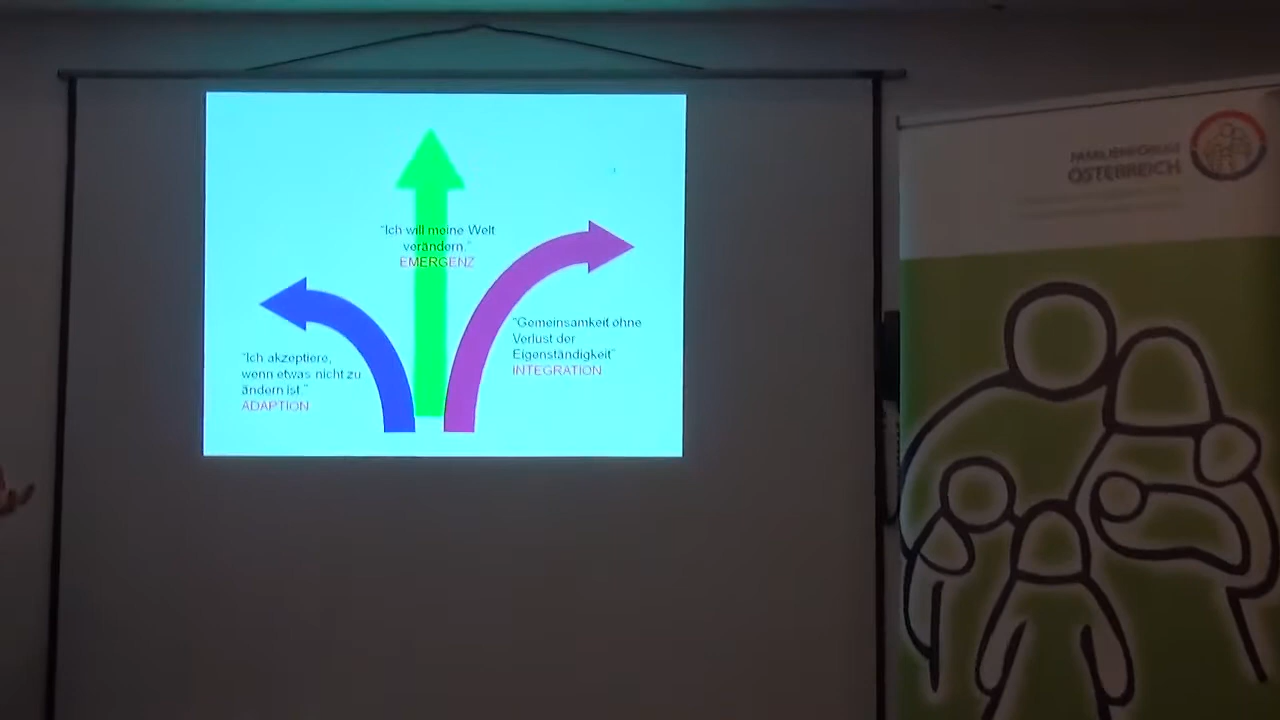 "Ich will meine Welt
verändern."
EMERGENZ
"Gemeinsamkeit ohne
Verlust der
Eigenständigkeit"
INTEGRATION
"Ich akzeptiere,
wenn etwas nicht zu
ändern ist."
ADAPTION
ÖSTERREICH